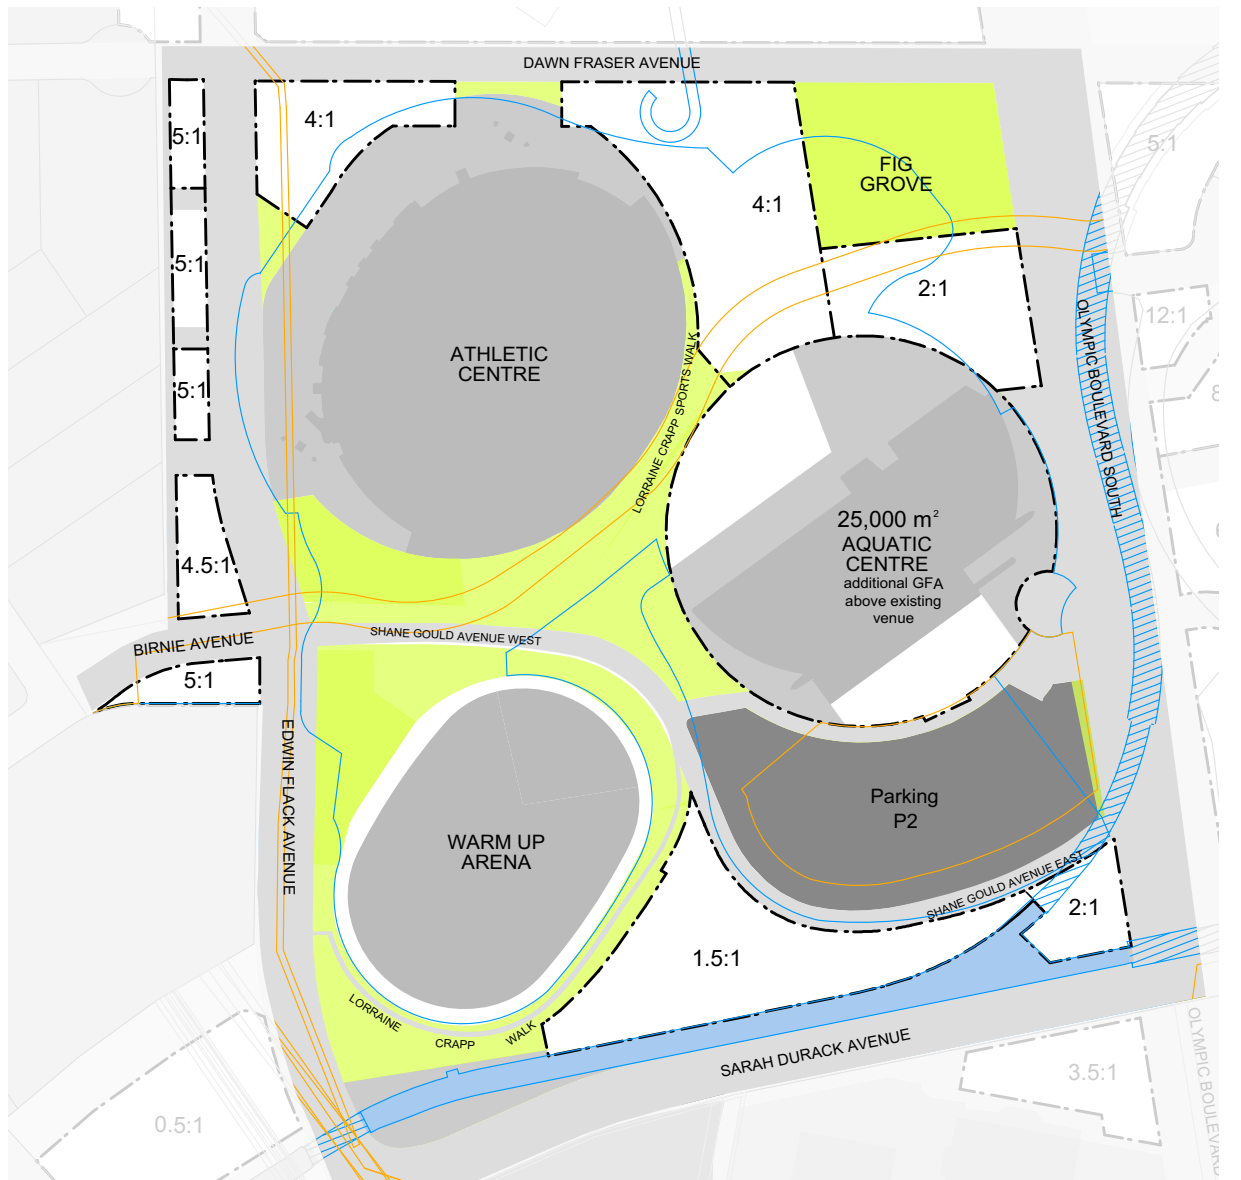 DAWN FRASER AVENUE
5:1
4:1
5:1
4:1
FIG
GROVE
5:1
2:1
12:1
OLYMPIC BOULEVARD SOUTH
ATHLETIC
CENTRE
LORRAINE CRAPP SPORTS WALK
5:1
8
25,000 m²
AQUATIC
CENTRE
additional GFA
above existing
venue
4.5:1
6
BIRNIE AVENUE
SHANE GOULD AVENUE WEST
5:1
EDWIN FLACK AVENUE
Parking
P2
WARM UP
ARENA
SHANE GOULD AVENUE EAST
2:1
1.5:1
LORRAINE
CRAPP
WALK
SARAH DURACK AVENUE
OLYMPIC BOULEVARD
3.5:1
0.5:1